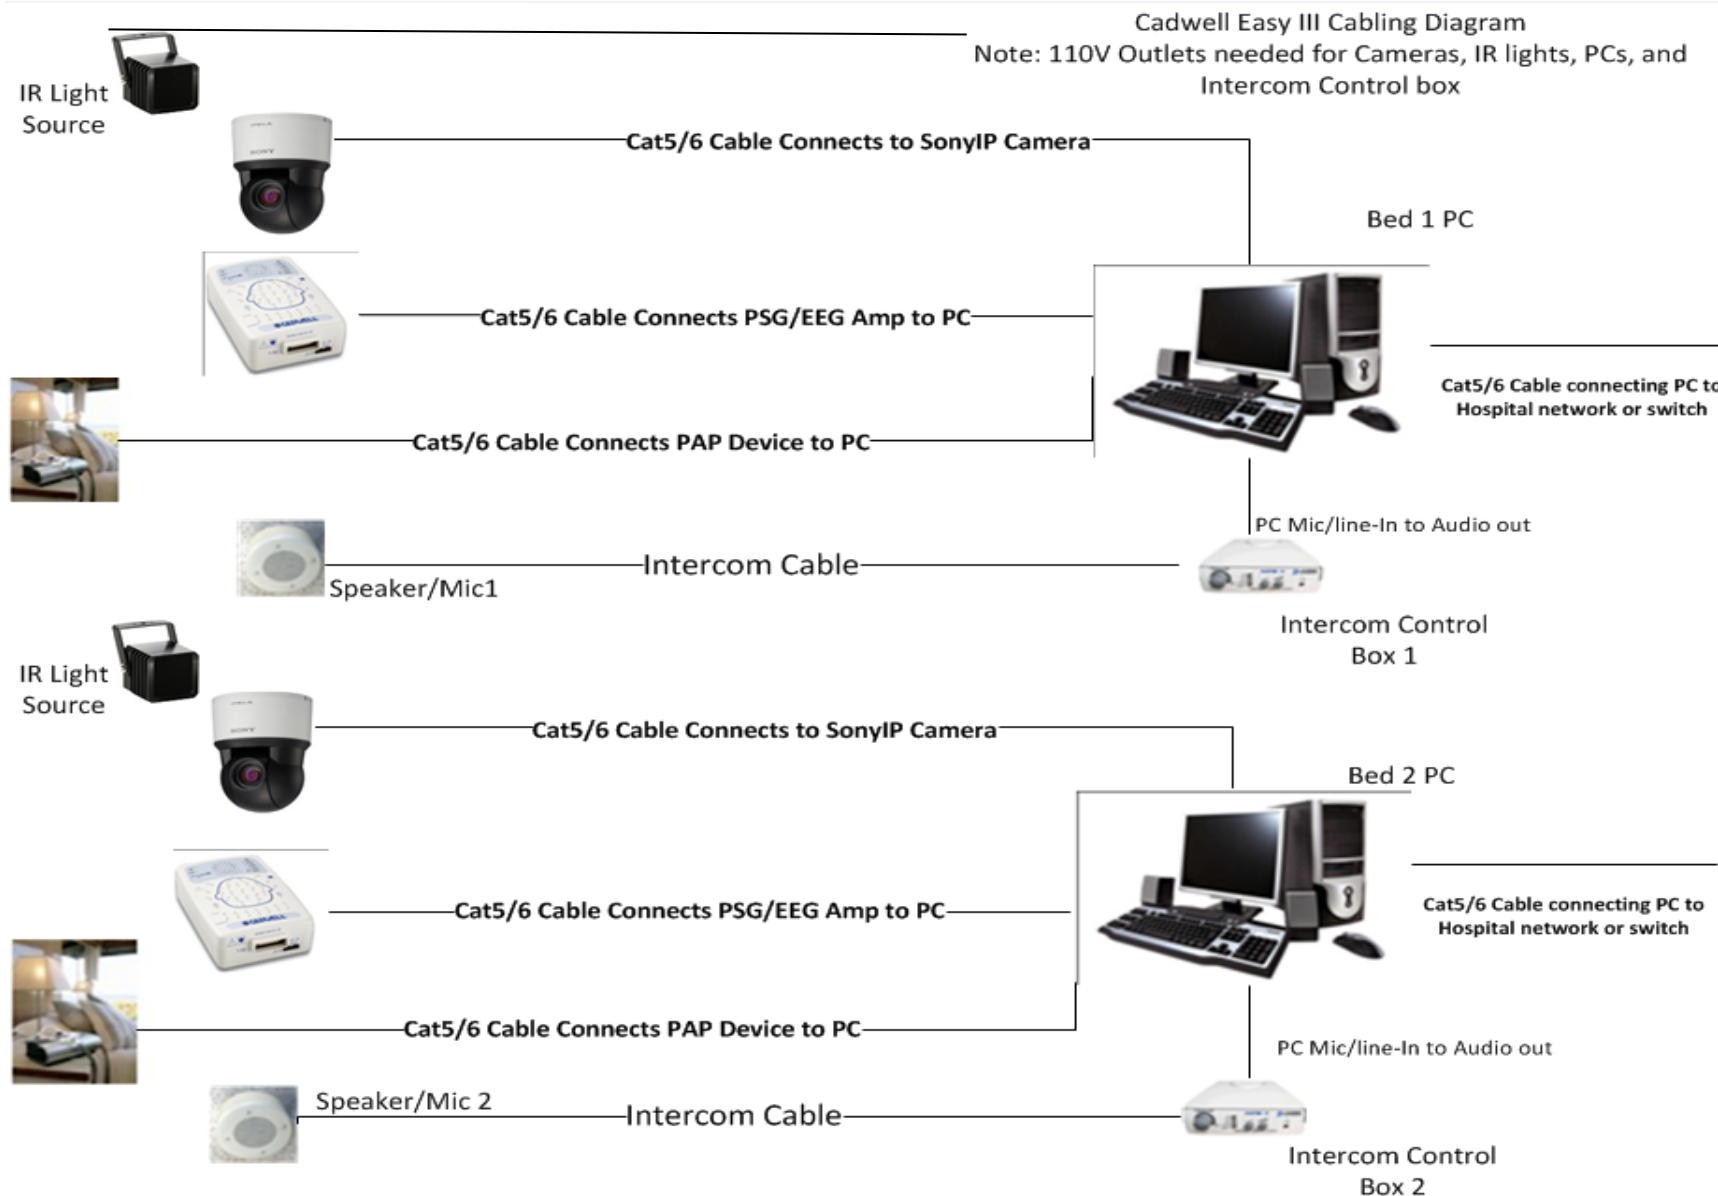 Cadwell Easy III Cabling Diagram
Note: 110V Outlets needed for Cameras, IR lights, PCs, and
Intercom Control box
IR Light
Source
SONY
Cat5/6 Cable Connects to SonyIP Camera
Bed 1 PC
Cat5/6 Cable Connects PSG/EEG Amp to PC
Cat5/6 Cable connecting PC to
Hospital network or switch
Cat5/6 Cable Connects PAP Device to PC
PC Mic/line-In to Audio out
Intercom Cable
Speaker/Mic1
Intercom Control
Box 1
IR Light
Source
SONY
Cat5/6 Cable Connects to SonyIP Camera
Bed 2 PC
Cat5/6 Cable Connects PSG/EEG Amp to PC
Cat5/6 Cable connecting PC to
Hospital network or switch
Cat5/6 Cable Connects PAP Device to PC
PC Mic/line-In to Audio out
Speaker/Mic 2
Intercom Cable
Intercom Control
Box 2